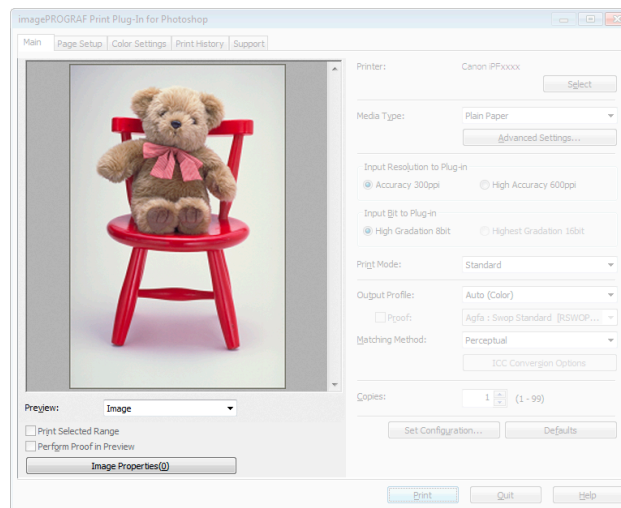 imagePROGRAF Print Plug-In for Photoshop
Main Page Setup Color Settings Print History Support
Printer: Canon iPFxxxx
Select
Media Type: Plain Paper
Advanced Settings...
Input Resolution to Plug-in
Accuracy 300ppi High Accuracy 600ppi
Input Bit to Plug-in
High Gradation 8bit Highest Gradation 16bit
Print Mode: Standard
Output Profile: Auto (Color)
Proof: Agfa : Swop Standard [RSWOP...
Matching Method: Perceptual
ICC Conversion Options
Copies: 1 (1 - 99)
Set Configuration... Defaults
Preview: Image
Print Selected Range
Perform Proof in Preview
Image Properties(0)
Print Quit Help